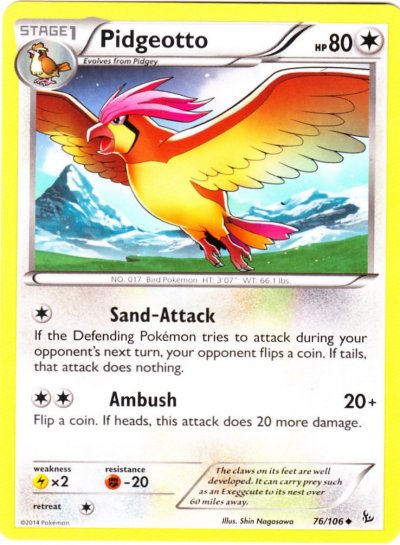 STAGE1
Pidgeotto
HP80
Evolves from Pidgey
NO. 017 Bird Pokémon HT: 3'07" WT: 66.1 lbs.
Sand-Attack
If the Defending Pokémon tries to attack during your
opponent's next turn, your opponent flips a coin. If tails,
that attack does nothing.
Ambush 20+
Flip a coin. If heads, this attack does 20 more damage.
weakness
×2
resistance
-20
retreat
The claws on its feet are well
developed. It can carry prey such
as an Exeggcute to its nest over
60 miles away.
©2014 Pokémon
Illus. Shin Nagasawa
76/106